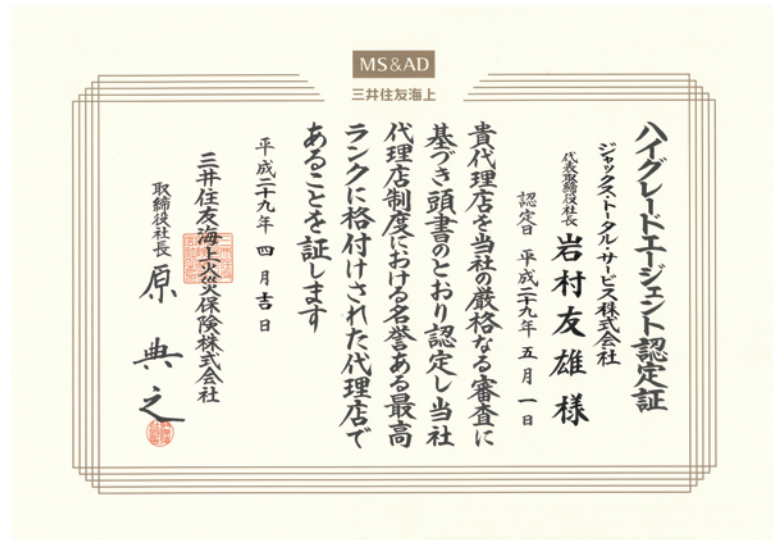 MS&AD
三井住友海上
ハイグレードエージェント認定証
ジャックス・トータル・サービス株式会社
代表取締役社長 岩村友雄 様
認定日 平成二十九年 五月 一日
貴代理店を当社の厳格なる審査に
基づき頭書のとおり認定し当社
代理店制度における名誉ある最高
ランクに格付けされた代理店で
あることを証します
平成二十九年 四月吉日
三井住友海上火災保険株式会社
取締役社長 原典之